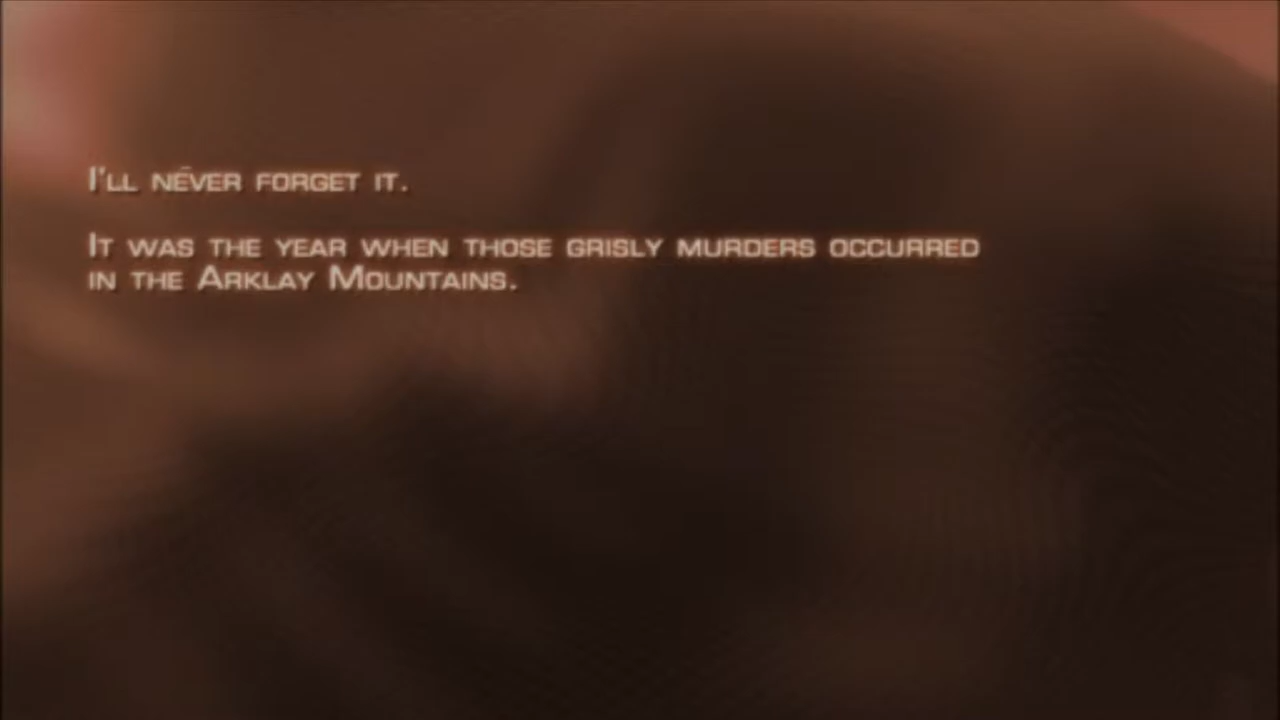 I'll never forget it.
It was the year when those grisly murders occurred
in the Arklay Mountains.